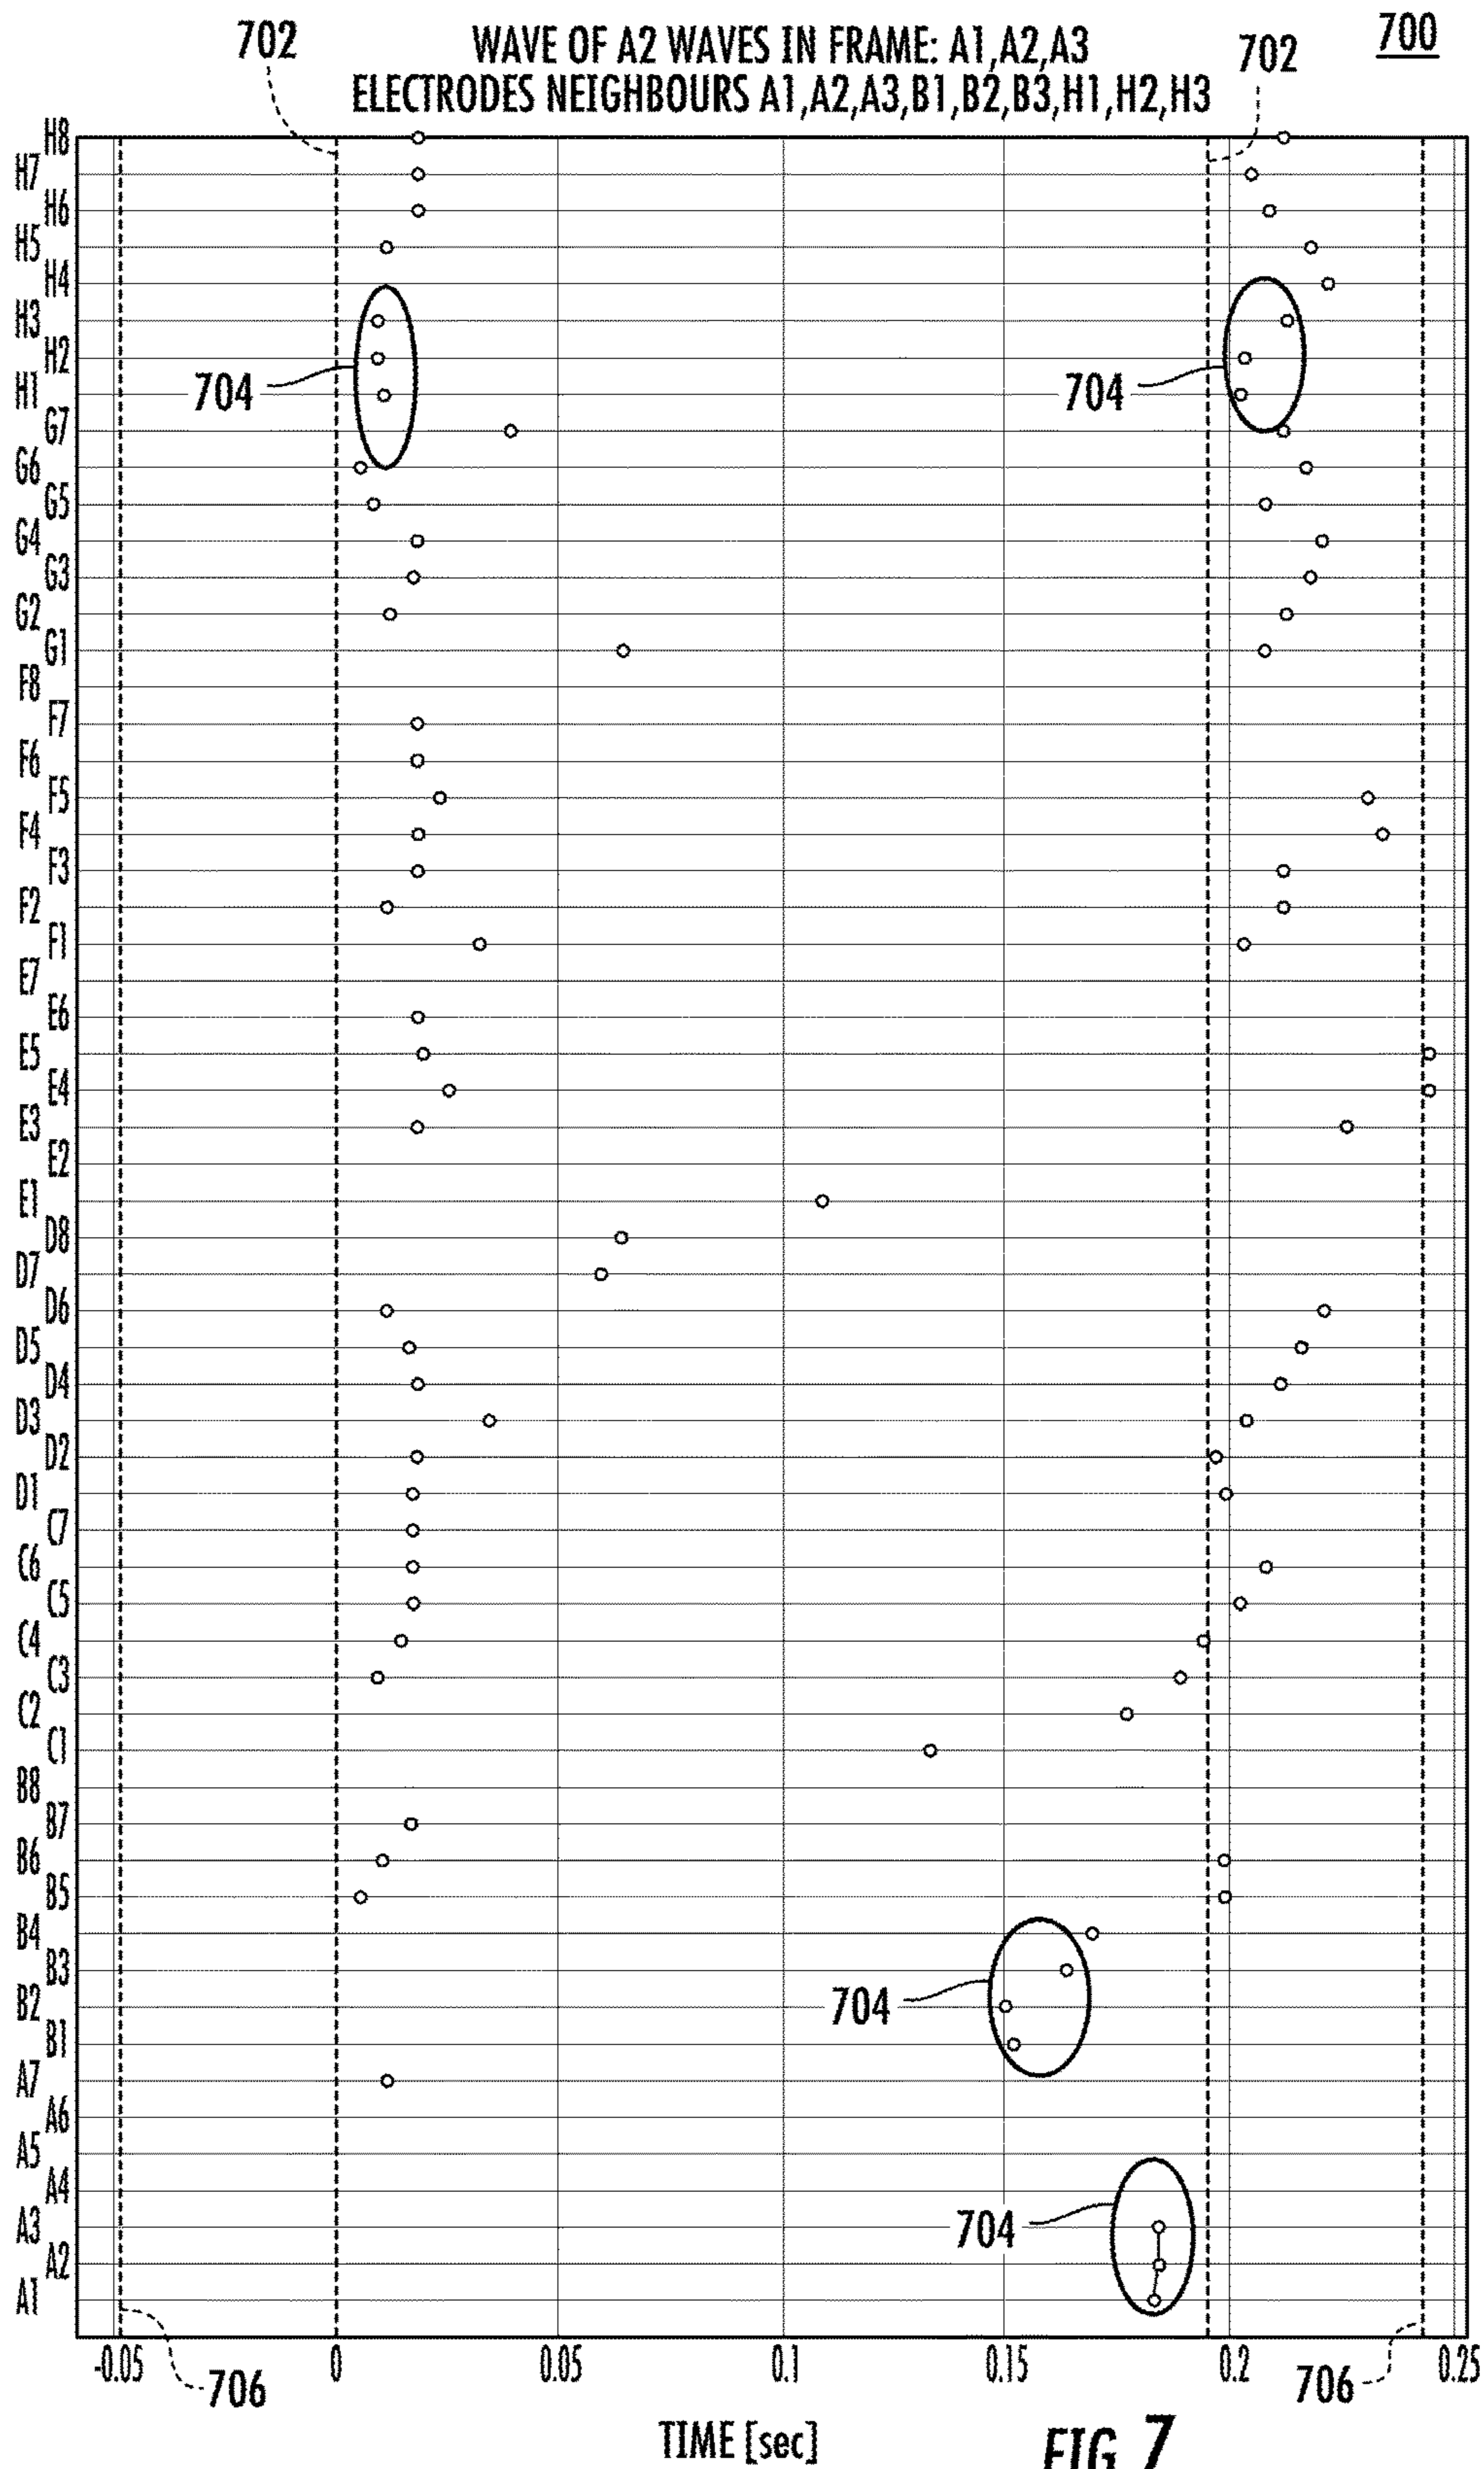 700
702
WAVE OF A2 WAVES IN FRAME: A1,A2,A3
702
ELECTRODES NEIGHBOURS A1,A2,A3,B1,B2,B3,H1,H2,H3
H8
H7
H6
H5
H4
H3
H2
704
704
H1
G7
G6
G5
G4
G3
G2
G1
F8
F7
F6
F5
F4
F3
F2
F1
E7
E6
E5
E4
E3
E2
E1
D8
D7
D6
D5
D4
D3
D2
D1
C7
C6
C5
C4
C3
C2
C1
B8
B7
B6
B5
B4
B3
704
B2
B1
A7
A6
A5
A4
A3
704
A2
A1
-0.05 0 0.05 0.1 0.15 0.2 0.25
706
706
TIME [sec]
FIG 7